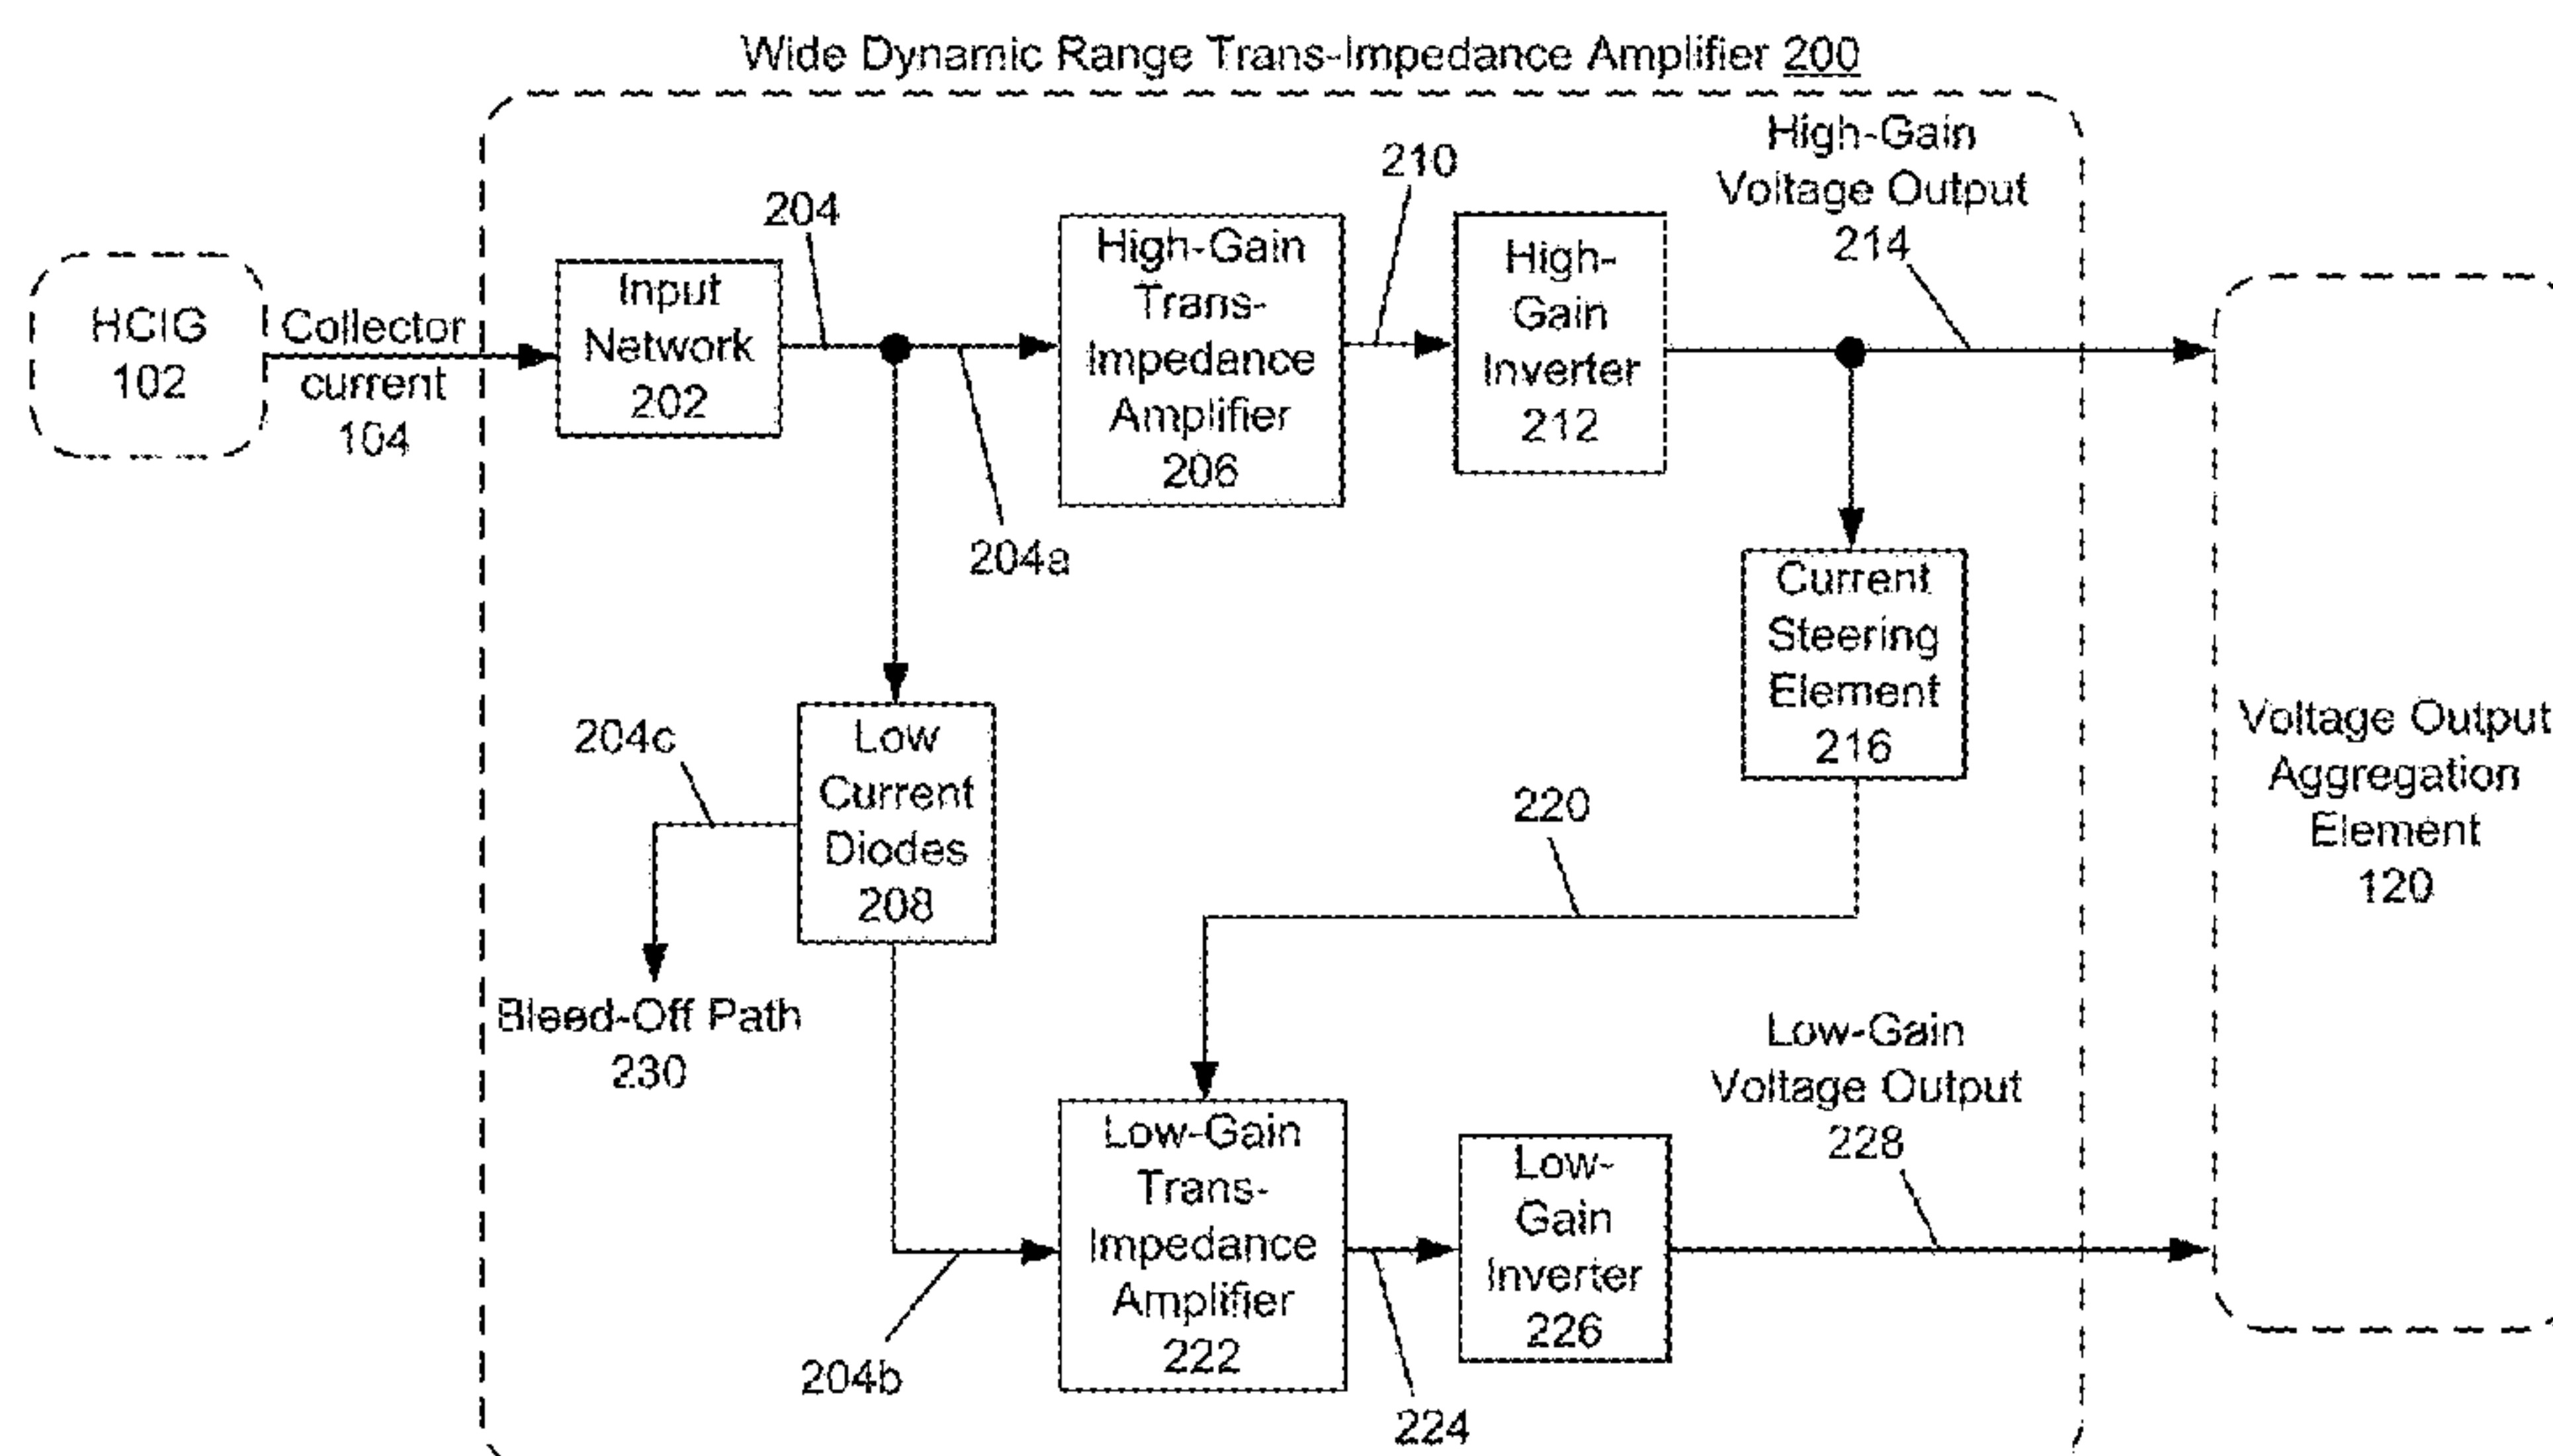 Wide Dynamic Range Trans-Impedance Amplifier 200
HCIG
102
Collector
current
104
Input
Network
202
204
204a
High-Gain
Trans-
Impedance
Amplifier
206
210
High-
Gain
Inverter
212
High-Gain
Voltage Output
214
Current
Steering
Element
216
Low
Current
Diodes
208
204c
Bleed-Off Path
230
220
204b
Low-Gain
Trans-
Impedance
Amplifier
222
224
Low-
Gain
Inverter
226
Low-Gain
Voltage Output
228
Voltage Output
Aggregation
Element
120